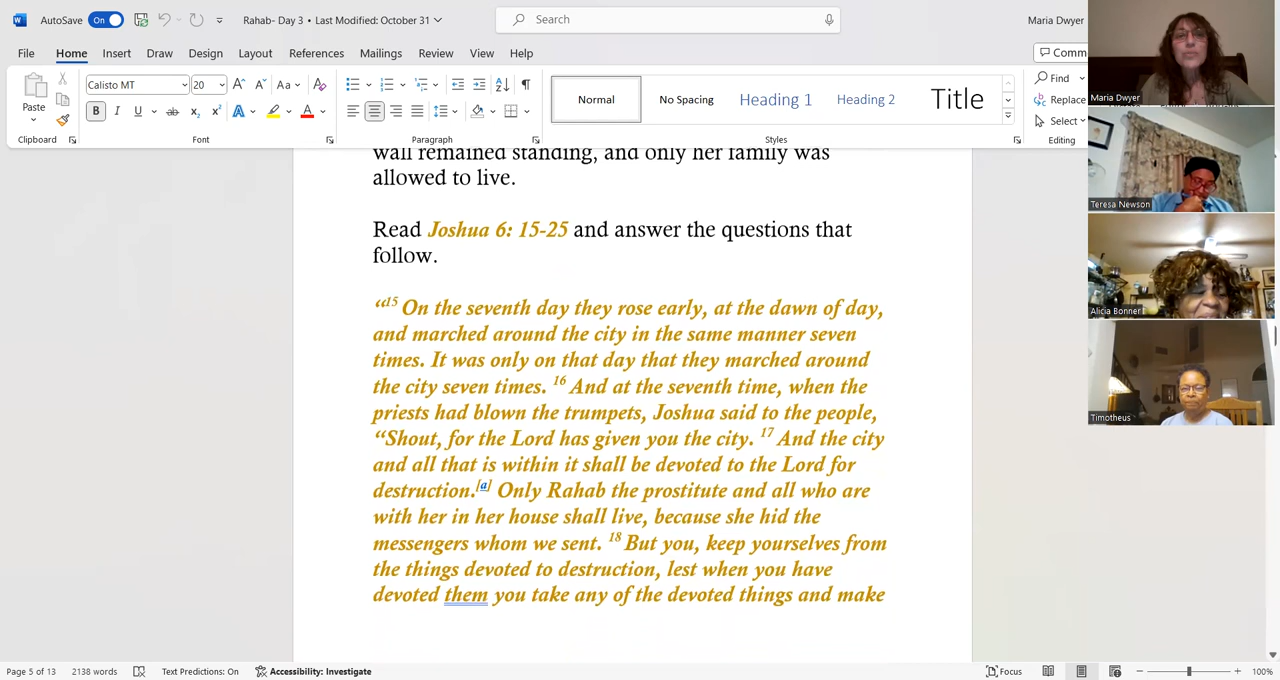 AutoSave On Rahab- Day 3 • Last Modified: October 31 Search Maria Dwyer
File Home Insert Draw Design Layout References Mailings Review View Help Comm
Paste Calisto MT 20 A A Aa A
B I U ab x₂ x² A A
Normal No Spacing Heading 1 Heading 2 Title
Find
Replace
Select
Clipboard Font Paragraph Styles Editing
wall remained standing, and only her family was
allowed to live.
Read Joshua 6: 15-25 and answer the questions that
follow.
“¹⁵ On the seventh day they rose early, at the dawn of day,
and marched around the city in the same manner seven
times. It was only on that day that they marched around
the city seven times. ¹⁶ And at the seventh time, when the
priests had blown the trumpets, Joshua said to the people,
“Shout, for the Lord has given you the city. ¹⁷ And the city
and all that is within it shall be devoted to the Lord for
destruction.[a] Only Rahab the prostitute and all who are
with her in her house shall live, because she hid the
messengers whom we sent. ¹⁸ But you, keep yourselves from
the things devoted to destruction, lest when you have
devoted them you take any of the devoted things and make
Maria Dwyer
Teresa Newson
Alicia Bonner
Timotheus
Page 5 of 13 2138 words Text Predictions: On Accessibility: Investigate Focus 100%